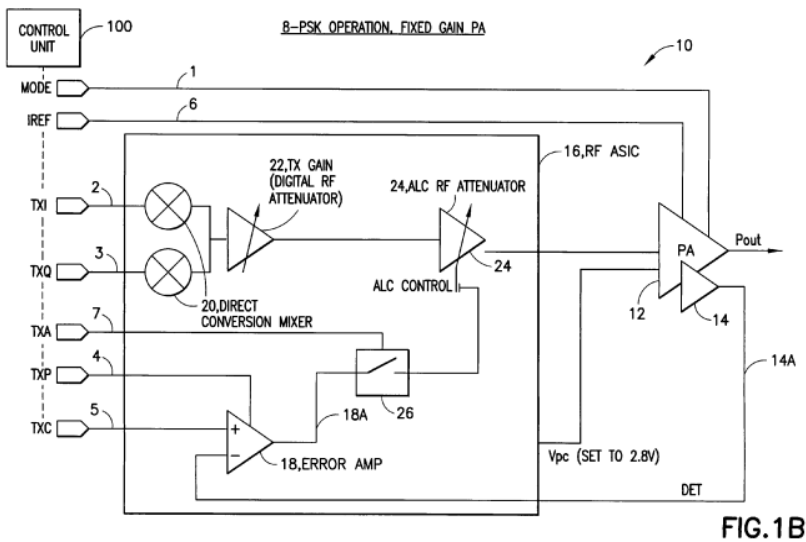 8-PSK OPERATION, FIXED GAIN PA
CONTROL
UNIT
100
10
MODE
1
IREF
6
16,RF ASIC
22,TX GAIN
(DIGITAL RF
ATTENUATOR)
24,ALC RF ATTENUATOR
TXI
2
PA
Pout
TXQ
3
24
ALC CONTROL
20,DIRECT
CONVERSION MIXER
12
14
TXA
7
14A
TXP
4
26
18A
TXC
5
+
−
18,ERROR AMP
Vpc (SET TO 2.8V)
DET
FIG.1B